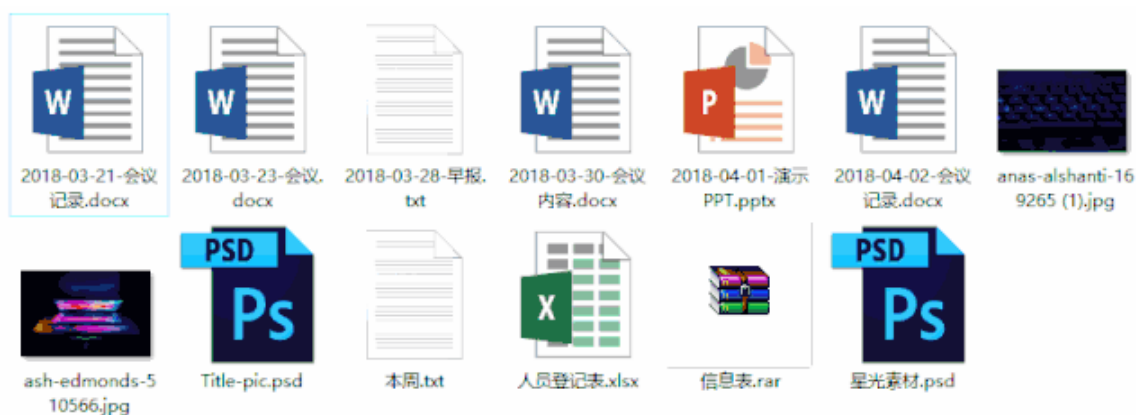 W
W
W
P
W
2018-03-21-会议
记录.docx
2018-03-23-会议.
docx
2018-03-28-早报.
txt
2018-03-30-会议
内容.docx
2018-04-01-演示
PPT.pptx
2018-04-02-会议
记录.docx
anas-alshanti-16
9265 (1).jpg
PSD
Ps
X
PSD
Ps
ash-edmonds-5
10566.jpg
Title-pic.psd
本周.txt
人员登记表.xlsx
信息表.rar
星光素材.psd